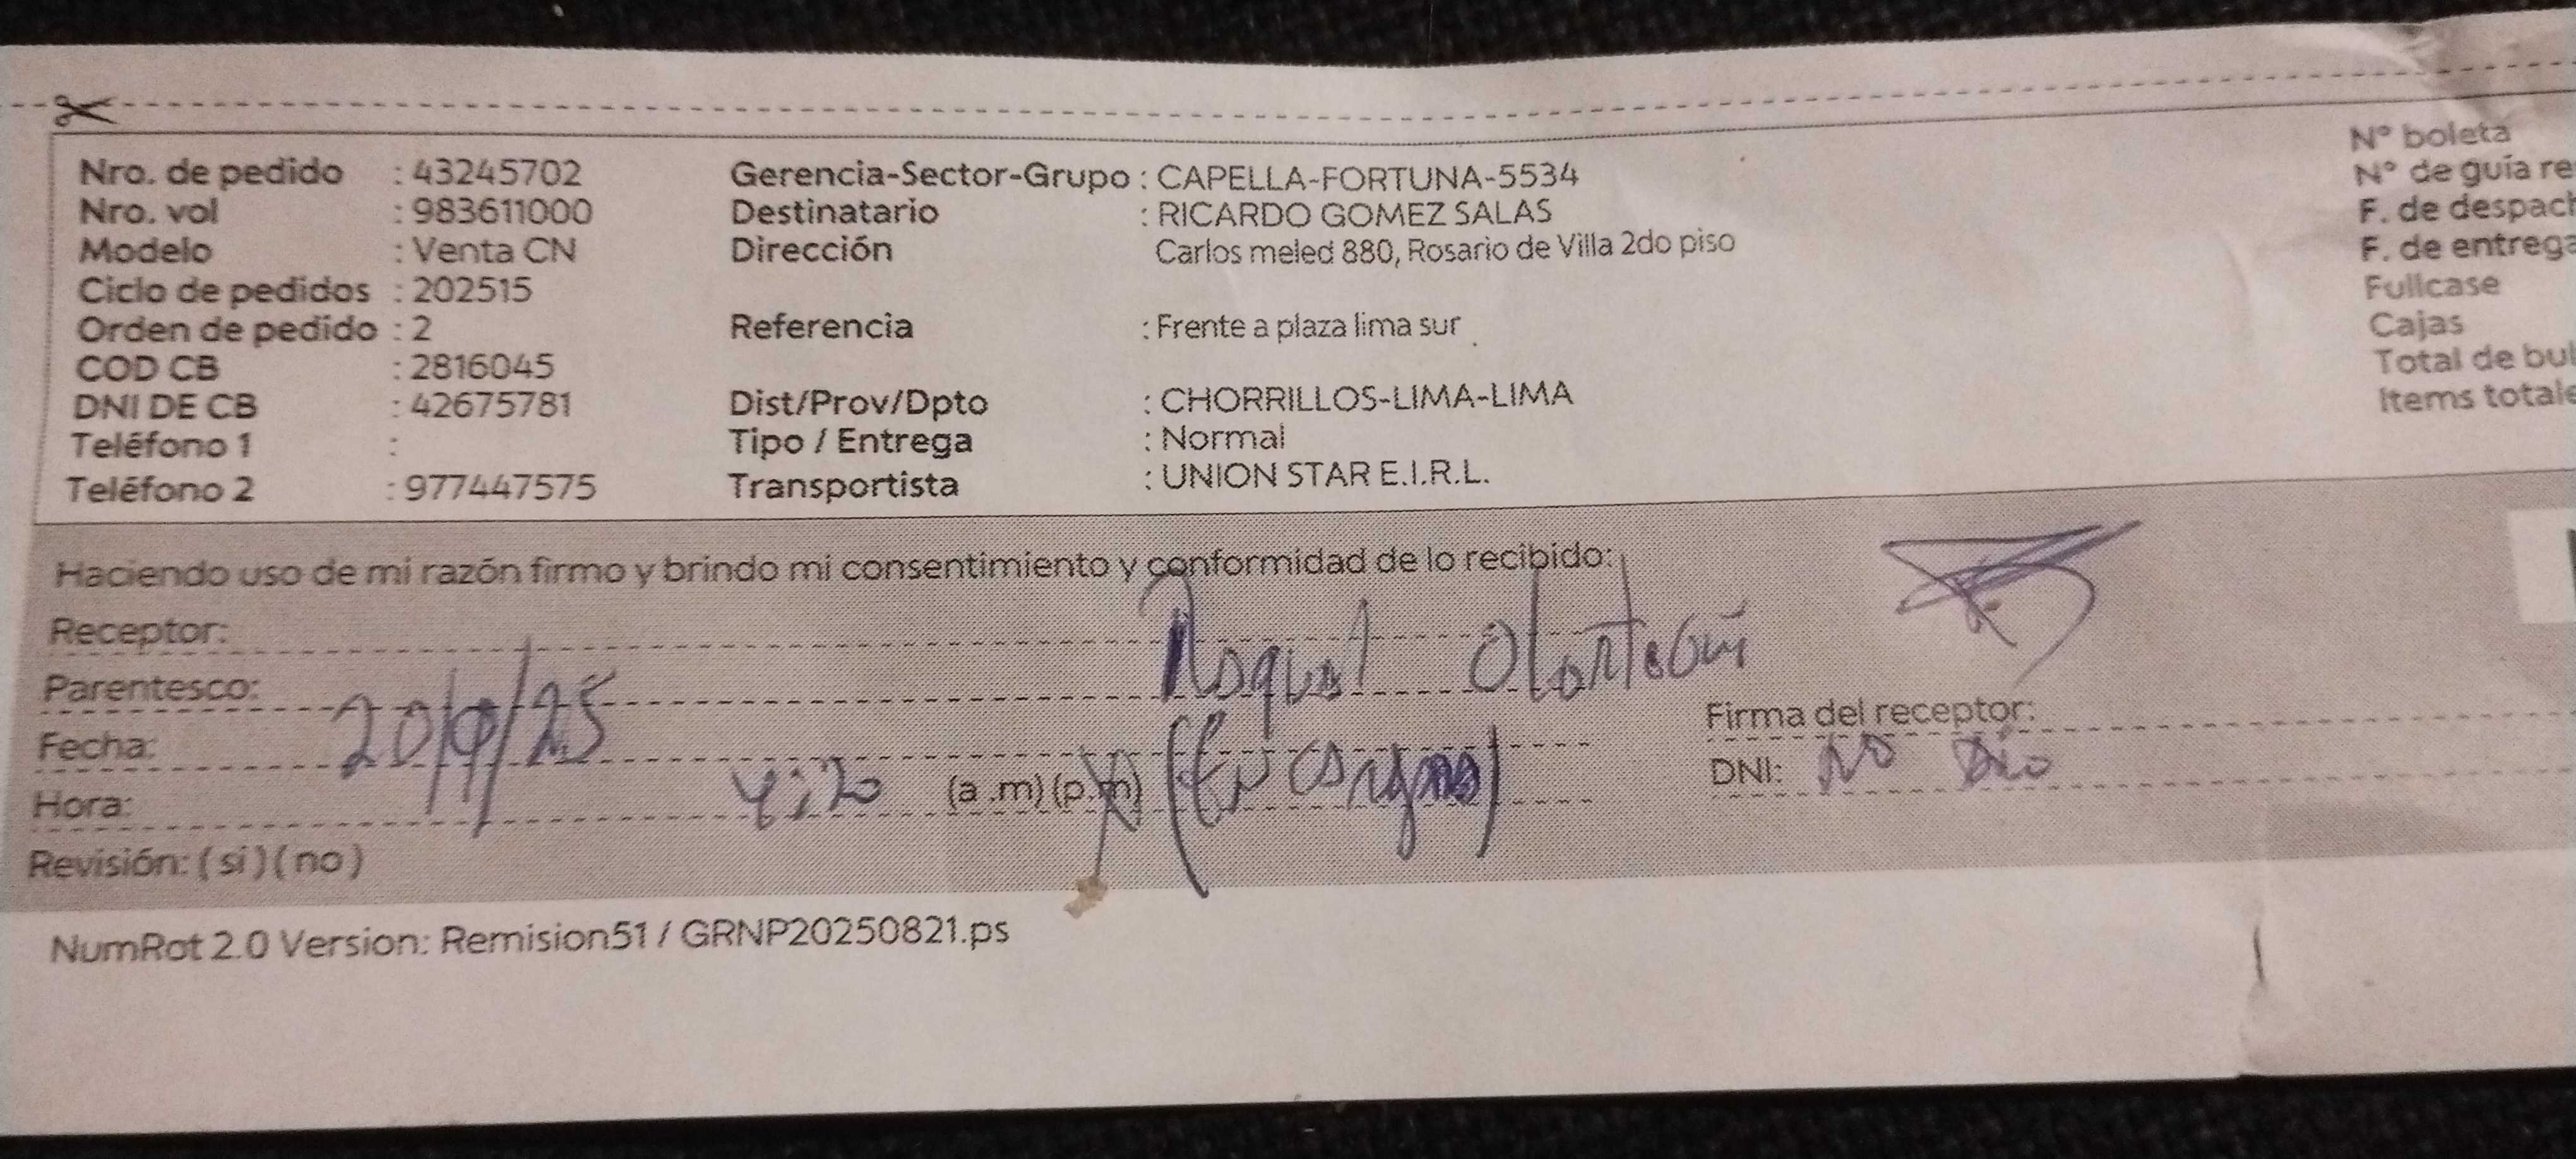 Nro. de pedido : 43245702 Gerencia-Sector-Grupo : CAPELLA-FORTUNA-5534 N° boleta
Nro. vol : 983611000 Destinatario : RICARDO GOMEZ SALAS N° de guía re
Modelo : Venta CN Dirección Carlos meled 880, Rosario de Villa 2do piso F. de despach
Ciclo de pedidos : 202515 F. de entrega
Orden de pedido : 2 Referencia : Frente a plaza lima sur Fullcase
COD CB : 2816045 Cajas
DNI DE CB : 42675781 Dist/Prov/Dpto : CHORRILLOS-LIMA-LIMA Total de bul
Teléfono 1 : Tipo / Entrega : Normal Items totale
Teléfono 2 : 977447575 Transportista : UNION STAR E.I.R.L.
Haciendo uso de mi razón firmo y brindo mi consentimiento y conformidad de lo recibido:
Receptor:
Parentesco: Firma del receptor:
Fecha: 20/9/25 DNI: NO Dio
Hora: (a .m) (p.m)
Revisión: ( si ) ( no )
NumRot 2.0 Version: Remision51 / GRNP20250821.ps